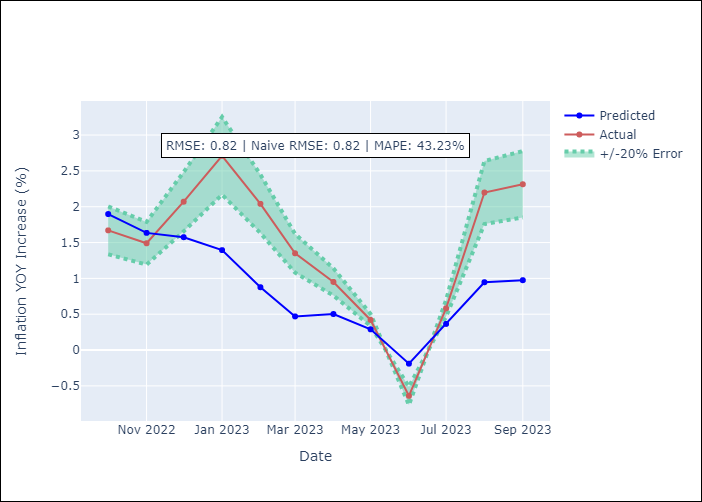 RMSE: 0.82 | Naive RMSE: 0.82 | MAPE: 43.23%
Predicted
Actual
+/-20% Error
Inflation YOY Increase (%)
3
2.5
2
1.5
1
0.5
0
−0.5
Nov 2022
Jan 2023
Mar 2023
May 2023
Jul 2023
Sep 2023
Date